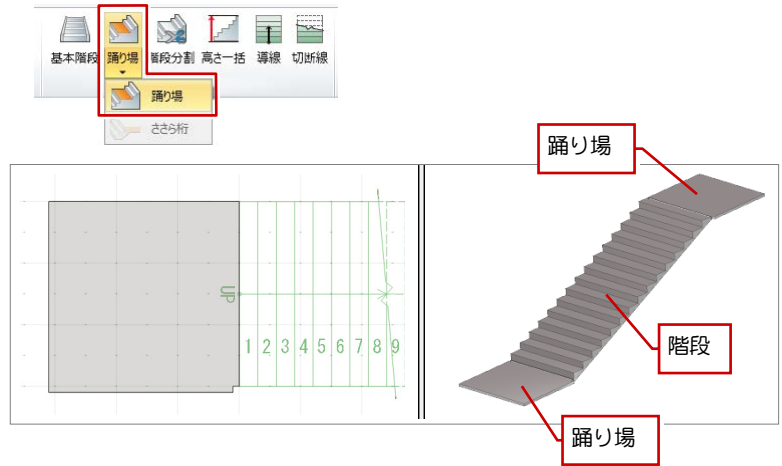 基本階段 踊り場 階段分割 高さ一括 導線 切断線
踊り場
ささら桁
踊り場
UP
1 2 3 4 5 6 7 8 9
階段
踊り場